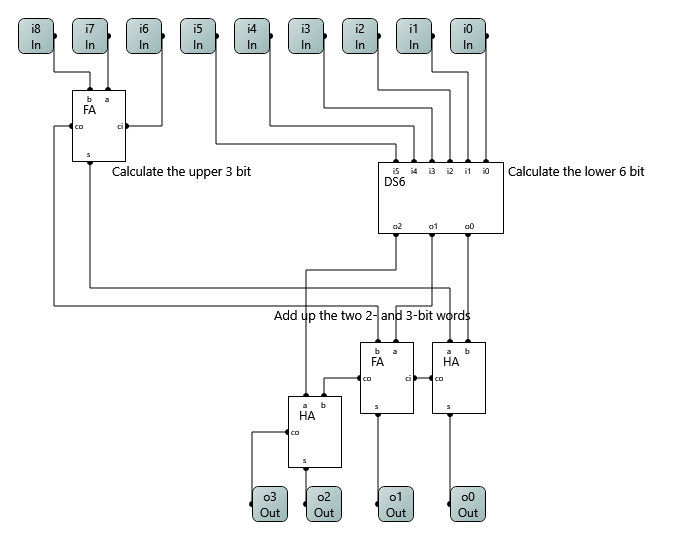 i8 i7 i6 i5 i4 i3 i2 i1 i0
In In In In In In In In In
b a
FA
co ci
s
Calculate the upper 3 bit
i5 i4 i3 i2 i1 i0
DS6
Calculate the lower 6 bit
o2 o1 o0
Add up the two 2- and 3-bit words
b a
FA
co ci
s
a b
HA
co
s
a b
HA
co
s
o3 o2 o1 o0
Out Out Out Out